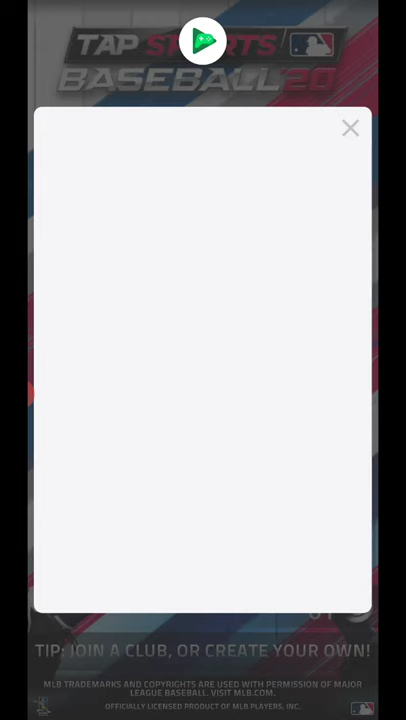 TAP SPORTS
BASEBALL 20
TIP: JOIN A CLUB, OR CREATE YOUR OWN!
MLB TRADEMARKS AND COPYRIGHTS ARE USED WITH PERMISSION OF MAJOR
LEAGUE BASEBALL. VISIT MLB.COM.
OFFICIALLY LICENSED PRODUCT OF MLB PLAYERS, INC.